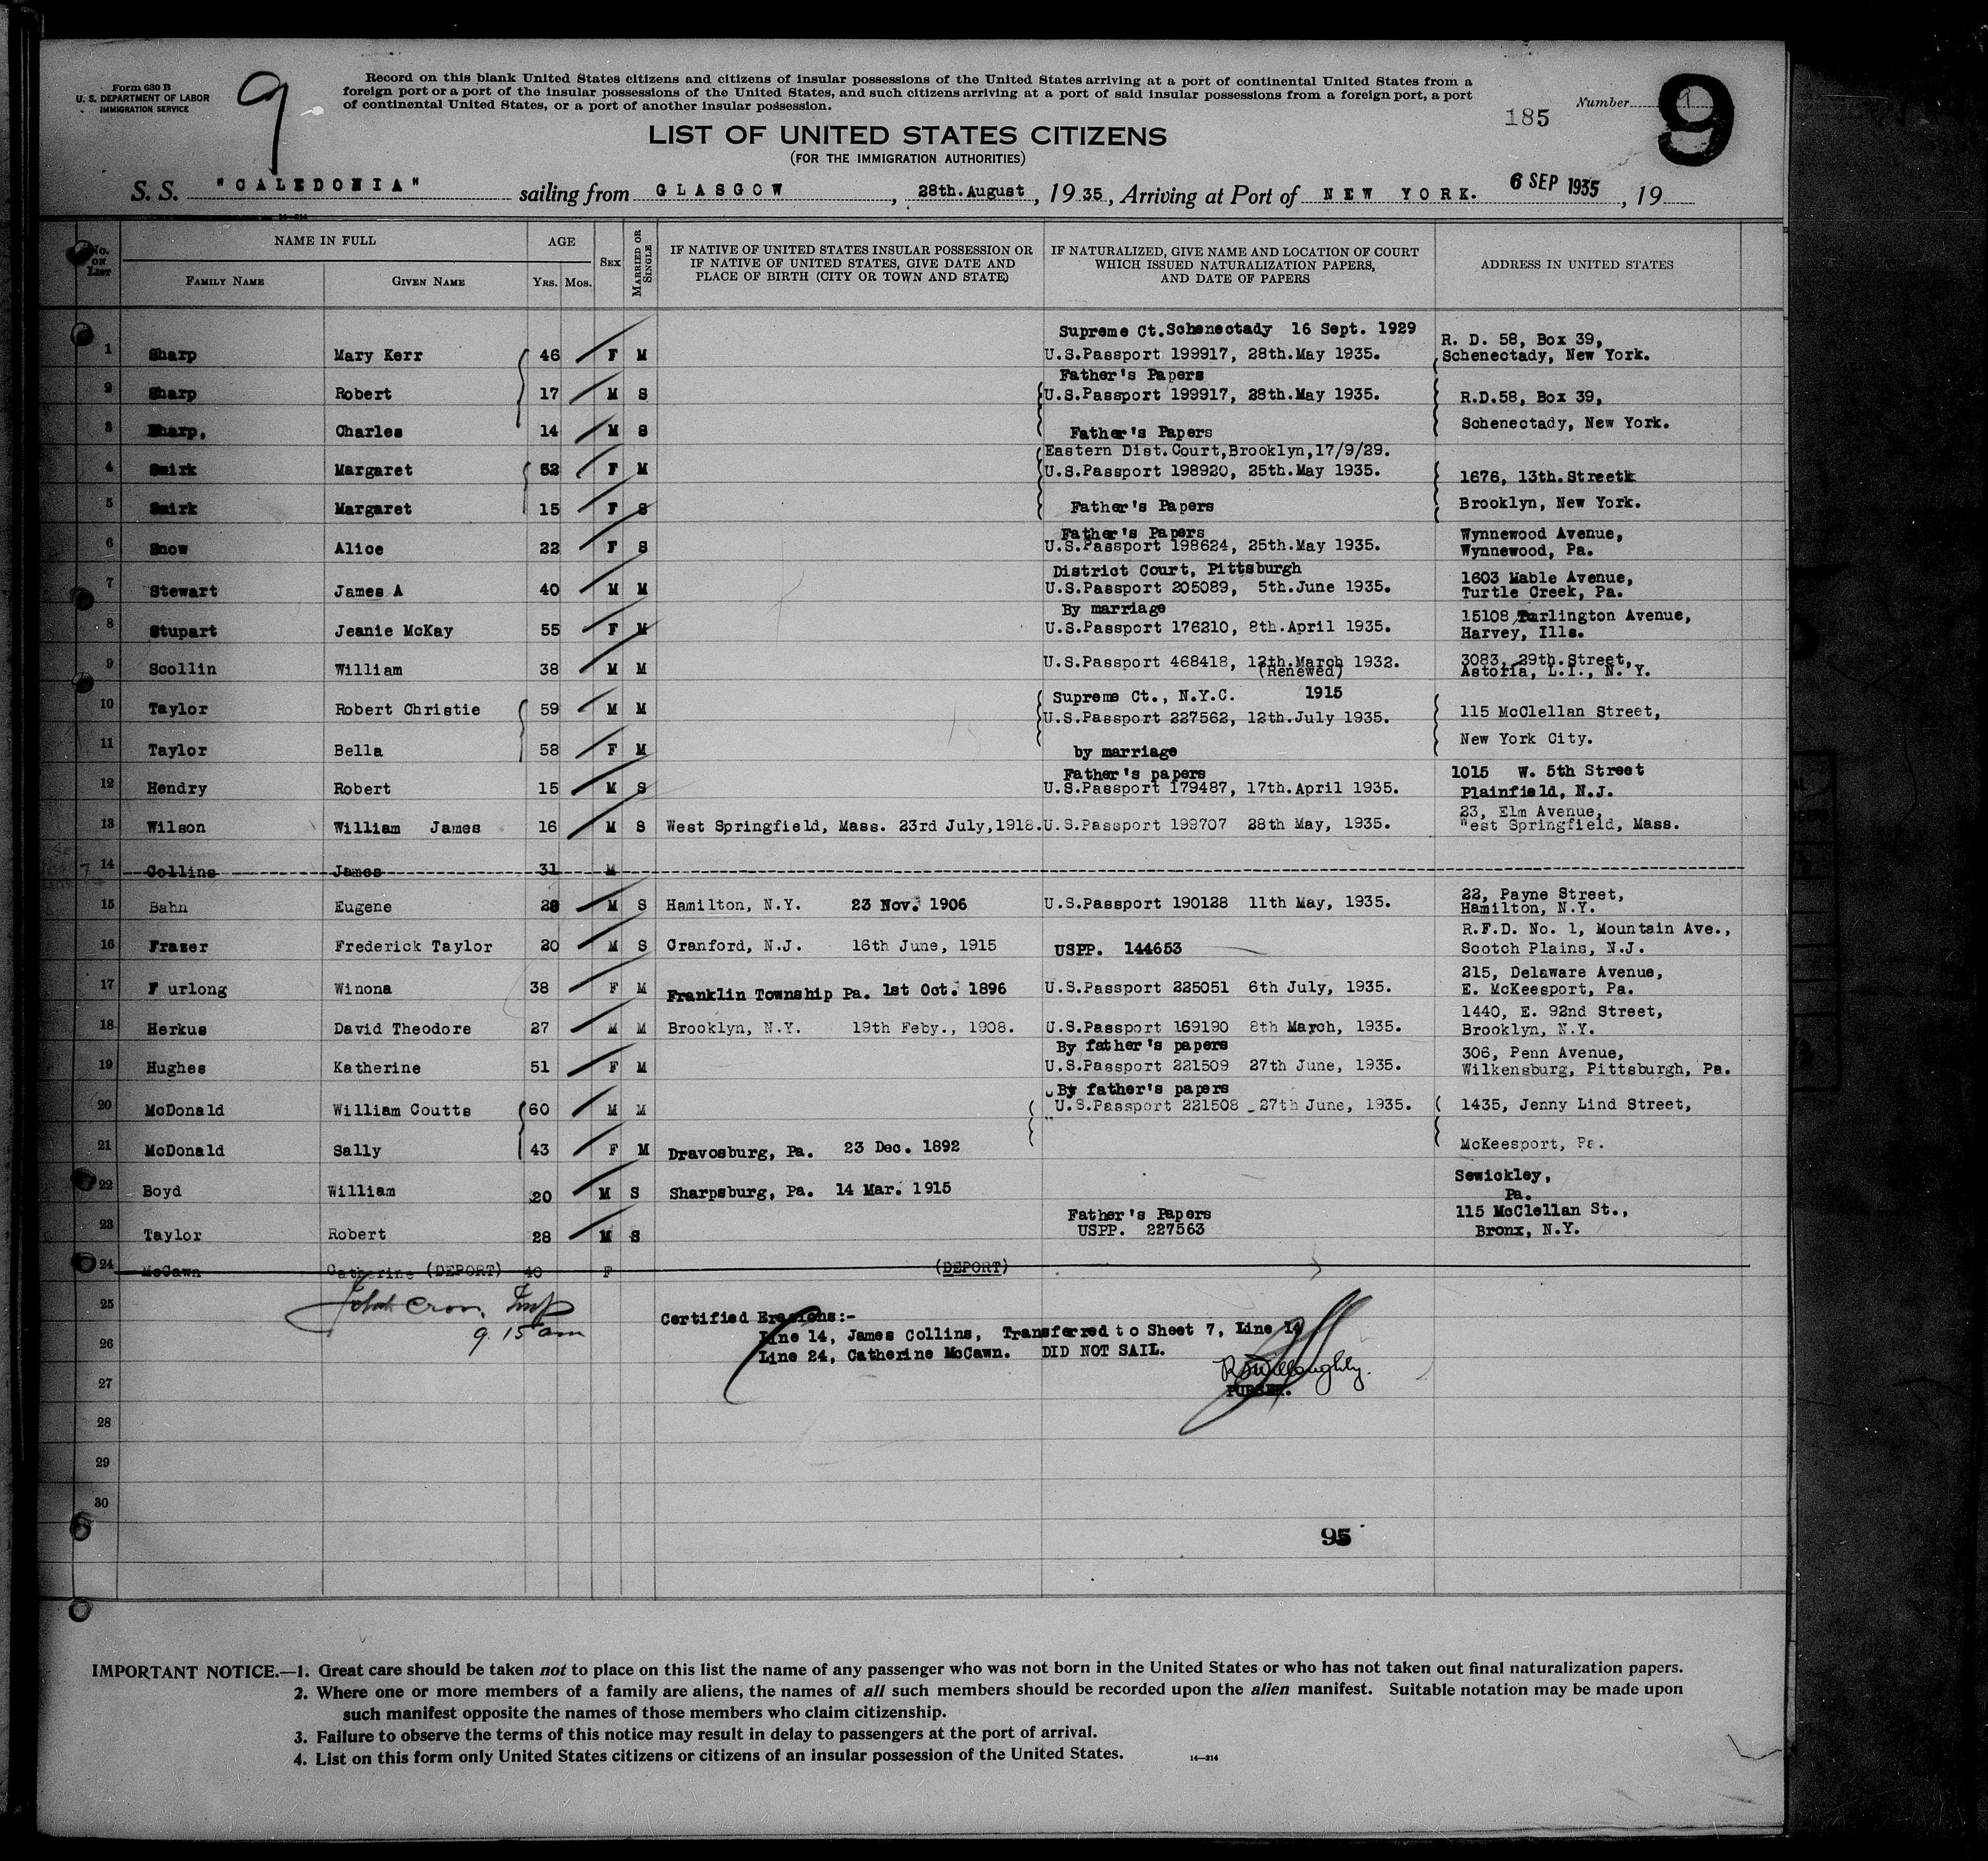 Form 630 B
U. S. DEPARTMENT OF LABOR
IMMIGRATION SERVICE
9
Record on this blank United States citizens and citizens of insular possessions of the United States arriving at a port of continental United States from a
foreign port or a port of the insular possessions of the United States, and such citizens arriving at a port of said insular possessions from a foreign port, a port
of continental United States, or a port of another insular possession.
185
Number 1
9
LIST OF UNITED STATES CITIZENS
(FOR THE IMMIGRATION AUTHORITIES)
S. S. "CALEDONIA" sailing from GLASGOW, 28th.August, 1935, Arriving at Port of NEW YORK. 6 SEP 1935, 19
14—214
No. ON LIST
NAME IN FULL
FAMILY NAME
GIVEN NAME
AGE
YRS. MOS.
SEX
MARRIED OR SINGLE
IF NATIVE OF UNITED STATES INSULAR POSSESSION OR
IF NATIVE OF UNITED STATES, GIVE DATE AND
PLACE OF BIRTH (CITY OR TOWN AND STATE)
IF NATURALIZED, GIVE NAME AND LOCATION OF COURT
WHICH ISSUED NATURALIZATION PAPERS,
AND DATE OF PAPERS
ADDRESS IN UNITED STATES
Supreme Ct.Schenectady 16 Sept. 1929
R. D. 58, Box 39,
1 Sharp Mary Kerr 46 F M U.S.Passport 199917, 28th.May 1935. Schenectady, New York.
Father's Papers
2 Sharp Robert 17 M S U.S.Passport 199917, 28th.May 1935. R.D.58, Box 39,
Schenectady, New York.
3 Sharp, Charles 14 M S Father's Papers
Eastern Dist.Court,Brooklyn,17/9/29.
4 Smirk Margaret 52 F M U.S.Passport 198920, 25th.May 1935. 1676, 13th.Street
5 Smirk Margaret 15 F S Father's Papers Brooklyn, New York.
Father's Papers Wynnewood Avenue,
6 Snow Alice 22 F S U.S.Passport 198624, 25th.May 1935. Wynnewood, Pa.
District Court, Pittsburgh 1603 Mable Avenue,
7 Stewart James A 40 M M U.S.Passport 205089, 5th.June 1935. Turtle Creek, Pa.
By marriage 15108 Turlington Avenue,
8 Stupart Jeanie McKay 55 F M U.S.Passport 176210, 8th.April 1935. Harvey, Ills.
9 Scollin William 38 M M U.S.Passport 468418, 12th.March 1932. 3083, 29th.Street,
(Renewed) Astoria, L.I., N.Y.
Supreme Ct., N.Y.C. 1915
10 Taylor Robert Christie 59 M M U.S.Passport 227562, 12th.July 1935. 115 McClellan Street,
New York City.
11 Taylor Bella 58 F M by marriage
Father's papers 1015 W. 5th Street
12 Hendry Robert 15 M S U.S.Passport 179487, 17th.April 1935. Plainfield, N.J.
23, Elm Avenue,
13 Wilson William James 16 M S West Springfield, Mass. 23rd July,1918. U.S.Passport 199707 28th May, 1935. West Springfield, Mass.
14 Collins James 31 M
22, Payne Street,
15 Bahn Eugene 28 M S Hamilton, N.Y. 23 Nov. 1906 U.S.Passport 190128 11th May, 1935. Hamilton, N.Y.
R.F.D. No. 1, Mountain Ave.,
16 Frazer Frederick Taylor 20 M S Cranford, N.J. 16th June, 1915 USPP. 144653 Scotch Plains, N.J.
215, Delaware Avenue,
17 F urlong Winona 38 F M Franklin Township Pa. 1st Oct. 1896 U.S.Passport 225051 6th July, 1935. E. McKeesport, Pa.
1440, E. 92nd Street,
18 Herkus David Theodore 27 M M Brooklyn, N.Y. 19th Feby., 1908. U.S.Passport 169190 8th March, 1935. Brooklyn, N.Y.
By father's papers 306, Penn Avenue,
19 Hughes Katherine 51 F M U.S.Passport 221509 27th June, 1935. Wilkensburg, Pittsburgh, Pa.
By father's papers
20 McDonald William Coutts 60 M M U.S.Passport 221508 27th June, 1935. 1435, Jenny Lind Street,
21 McDonald Sally 43 F M Dravosburg, Pa. 23 Dec. 1892 McKeesport, Pa.
Sewickley,
22 Boyd William 20 M S Sharpsburg, Pa. 14 Mar. 1915 Pa.
Father's Papers 115 McClellan St.,
23 Taylor Robert 28 M S USPP. 227563 Bronx, N.Y.
24 McCawn Catherine (DEPORT) 40 F (DEPORT)
25
9 15 am
Certified Erasions:-
Line 14, James Collins, Transferred to Sheet 7, Line 14
26
Line 24, Catherine McCawn. DID NOT SAIL.
R Willoughby.
27
PURSER.
28
29
30
95
IMPORTANT NOTICE.—1. Great care should be taken not to place on this list the name of any passenger who was not born in the United States or who has not taken out final naturalization papers.
2. Where one or more members of a family are aliens, the names of all such members should be recorded upon the alien manifest. Suitable notation may be made upon
such manifest opposite the names of those members who claim citizenship.
3. Failure to observe the terms of this notice may result in delay to passengers at the port of arrival.
4. List on this form only United States citizens or citizens of an insular possession of the United States.
14—214